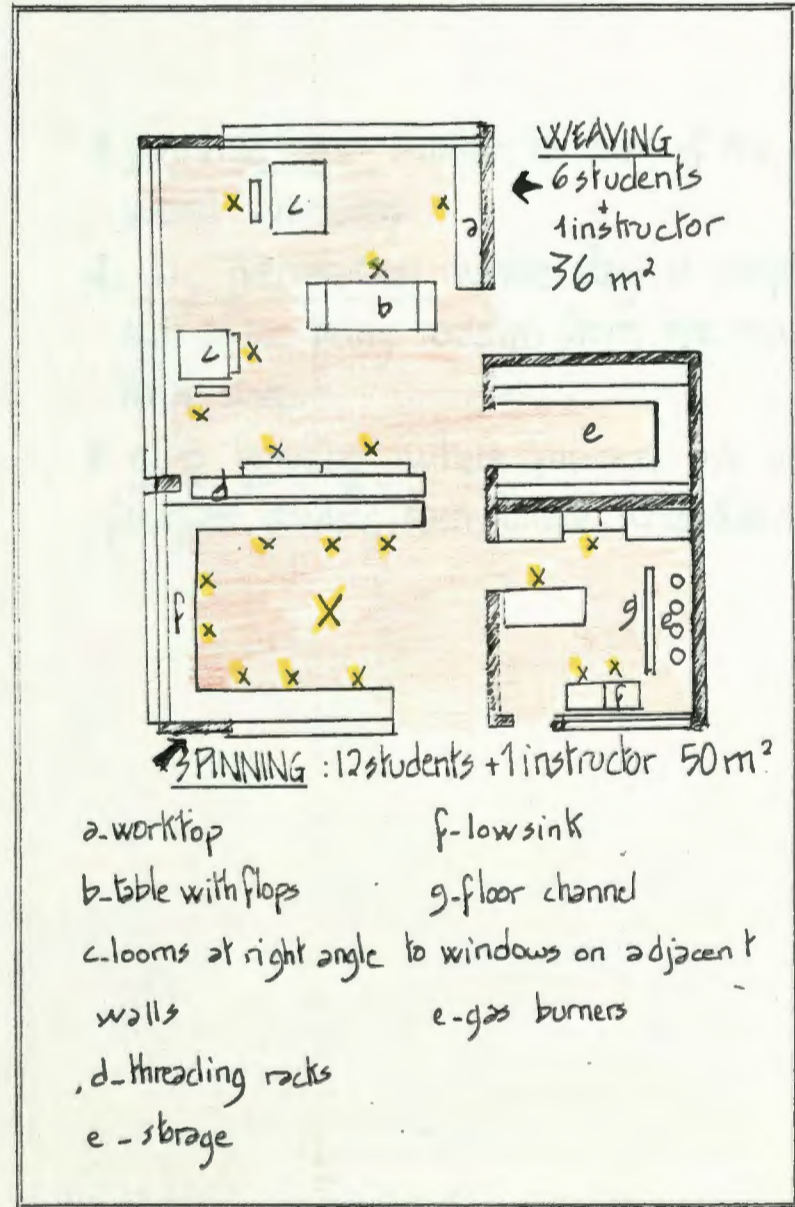 WEAVING
6 students
+
1 instructor
36 m²
c
a
b
c
e
d
f
g e
f
SPINNING : 12 students + 1 instructor 50 m²
a-worktop f-low sink
b-table with flops g-floor channel
c-looms at right angle to windows on adjacent
walls e-gas burners
d-threading racks
e-storage